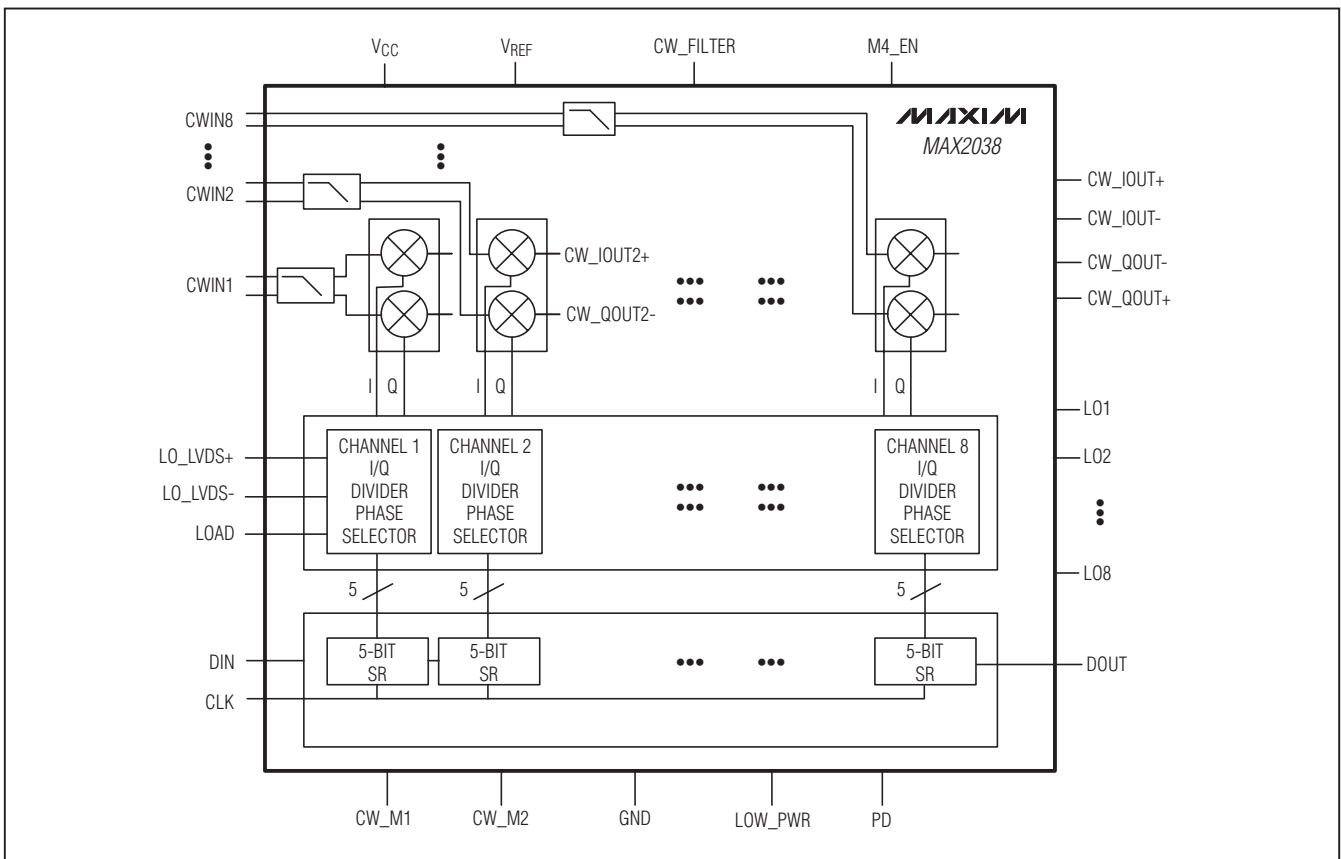 VCC
VREF
CW_FILTER
M4_EN
CWIN8
MAXIM
MAX2038
CW_IOUT+
CWIN2
CW_IOUT-
CW_IOUT2+
CW_QOUT-
CWIN1
CW_QOUT+
CW_QOUT2-
I Q
I Q
I Q
LO1
LO_LVDS+
CHANNEL 1
I/Q
DIVIDER
PHASE
SELECTOR
CHANNEL 2
I/Q
DIVIDER
PHASE
SELECTOR
CHANNEL 8
I/Q
DIVIDER
PHASE
SELECTOR
LO2
LO_LVDS-
LOAD
LO8
5
5
5
DIN
5-BIT
SR
5-BIT
SR
5-BIT
SR
DOUT
CLK
CW_M1
CW_M2
GND
LOW_PWR
PD